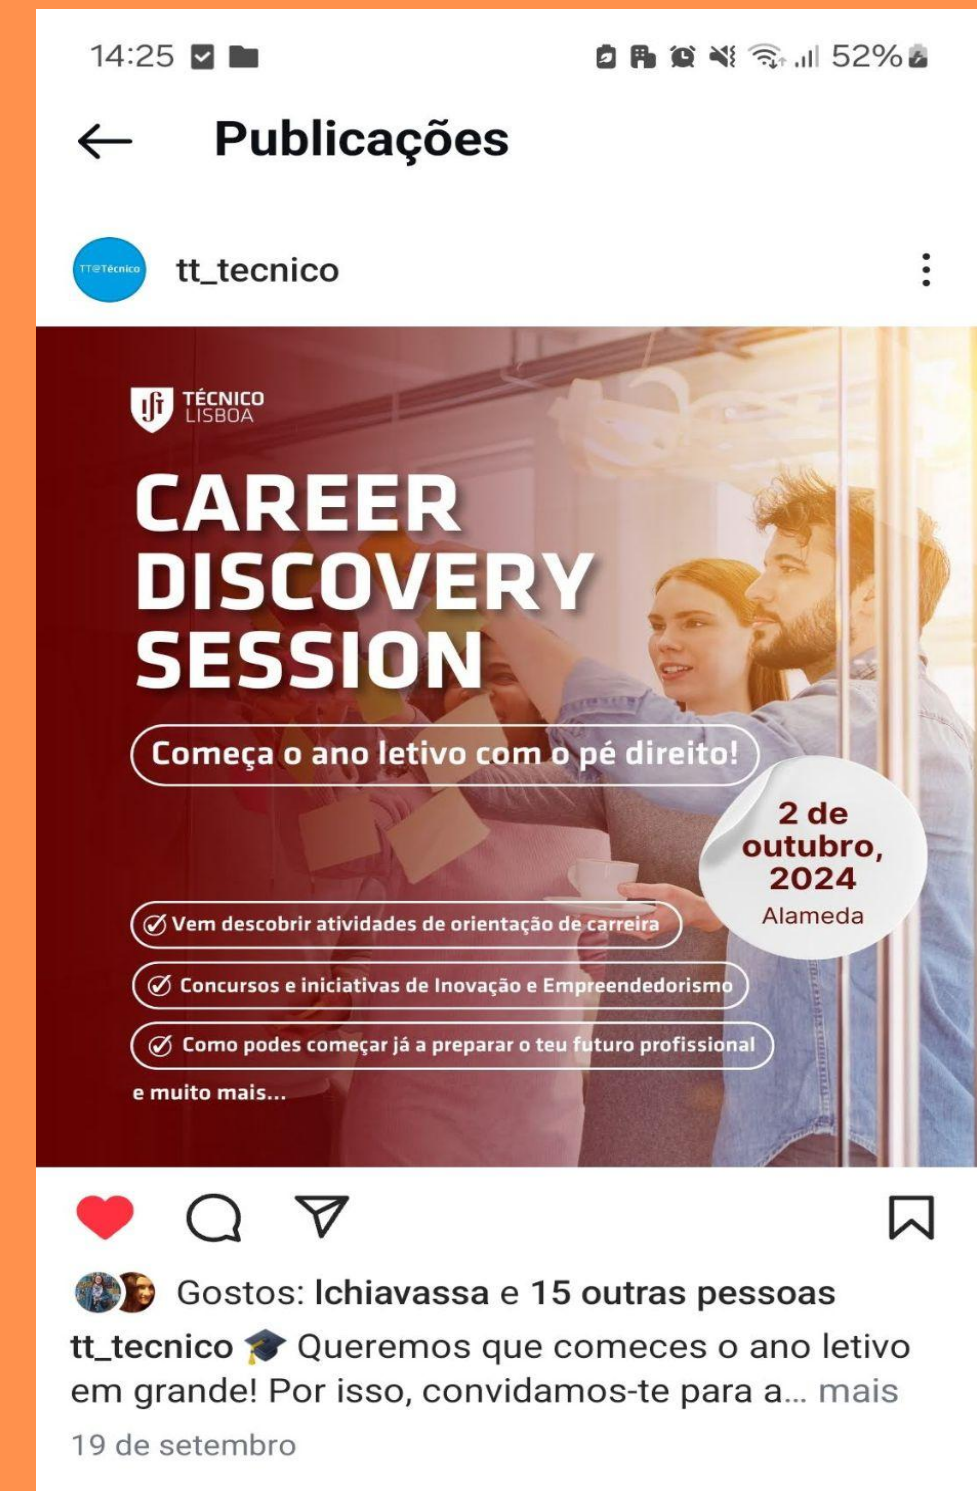 14:25
52%
Publicações
TT@Técnico
tt_tecnico
TÉCNICO
LISBOA
CAREER
DISCOVERY
SESSION
Começa o ano letivo com o pé direito!
2 de
outubro,
2024
Alameda
Vem descobrir atividades de orientação de carreira
Concursos e iniciativas de Inovação e Empreendedorismo
Como podes começar já a preparar o teu futuro profissional
e muito mais...
Gostos: lchiavassa e 15 outras pessoas
tt_tecnico 🎓 Queremos que comeces o ano letivo
em grande! Por isso, convidamos-te para a... mais
19 de setembro